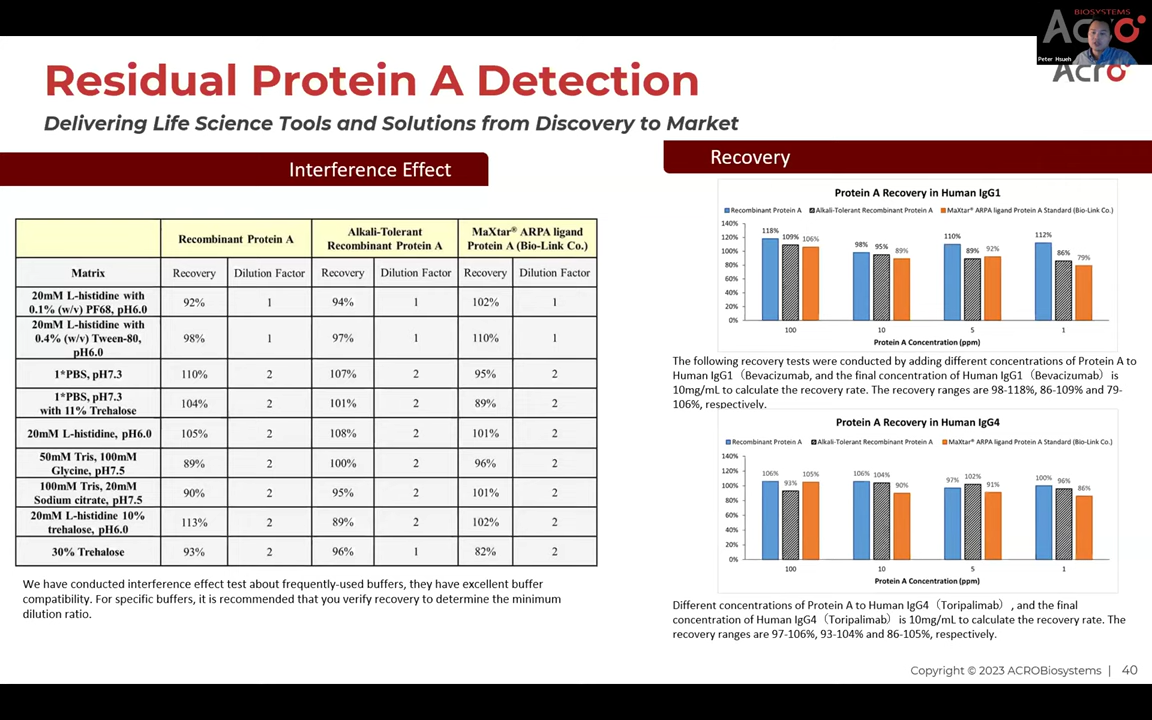 BIOSYSTEMS
Acro
Peter Hsueh
Acro
Residual Protein A Detection
Delivering Life Science Tools and Solutions from Discovery to Market
Interference Effect
Recombinant Protein A
Alkali-Tolerant
Recombinant Protein A
MaXtar® ARPA ligand
Protein A (Bio-Link Co.)
Matrix Recovery Dilution Factor Recovery Dilution Factor Recovery Dilution Factor
20mM L-histidine with
0.1% (w/v) PF68, pH6.0 92% 1 94% 1 102% 1
20mM L-histidine with
0.4% (w/v) Tween-80,
pH6.0 98% 1 97% 1 110% 1
1*PBS, pH7.3 110% 2 107% 2 95% 2
1*PBS, pH7.3
with 11% Trehalose 104% 2 101% 2 89% 2
20mM L-histidine, pH6.0 105% 2 108% 2 101% 2
50mM Tris, 100mM
Glycine, pH7.5 89% 2 100% 2 96% 2
100mM Tris, 20mM
Sodium citrate, pH7.5 90% 2 95% 2 101% 2
20mM L-histidine 10%
trehalose, pH6.0 113% 2 89% 2 102% 2
30% Trehalose 93% 2 96% 1 82% 2
We have conducted interference effect test about frequently-used buffers, they have excellent buffer
compatibility. For specific buffers, it is recommended that you verify recovery to determine the minimum
dilution ratio.
Recovery
Protein A Recovery in Human IgG1
Recombinant Protein A Alkali-Tolerant Recombinant Protein A MaXtar® ARPA ligand Protein A Standard (Bio-Link Co.)
140%
120%
100%
80%
60%
40%
20%
0%
118% 109% 106% 98% 95% 89% 110% 89% 92% 112% 86% 79%
100 10 5 1
Protein A Concentration (ppm)
The following recovery tests were conducted by adding different concentrations of Protein A to
Human IgG1（Bevacizumab, and the final concentration of Human IgG1（Bevacizumab）is
10mg/mL to calculate the recovery rate. The recovery ranges are 98-118%, 86-109% and 79-
106%, respectively.
Protein A Recovery in Human IgG4
Recombinant Protein A Alkali-Tolerant Recombinant Protein A MaXtar® ARPA ligand Protein A Standard (Bio-Link Co.)
140%
120%
100%
80%
60%
40%
20%
0%
106% 93% 105% 106% 104% 90% 97% 102% 91% 100% 96% 86%
100 10 5 1
Protein A Concentration (ppm)
Different concentrations of Protein A to Human IgG4（Toripalimab）, and the final
concentration of Human IgG4（Toripalimab）is 10mg/mL to calculate the recovery rate. The
recovery ranges are 97-106%, 93-104% and 86-105%, respectively.
Copyright © 2023 ACROBiosystems | 40